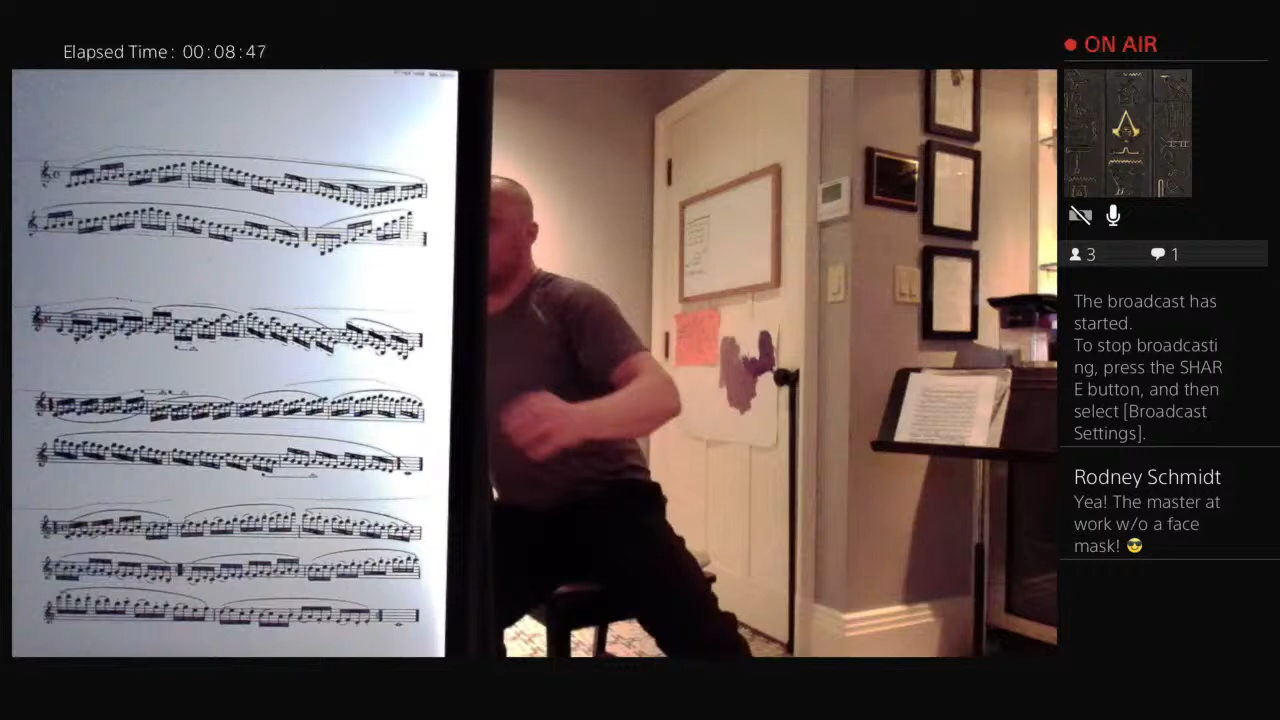 Elapsed Time: 00:08:47
ON AIR
3
1
The broadcast has
started.
To stop broadcasti
ng, press the SHAR
E button, and then
select [Broadcast
Settings].
Rodney Schmidt
Yea! The master at
work w/o a face
mask! 😎